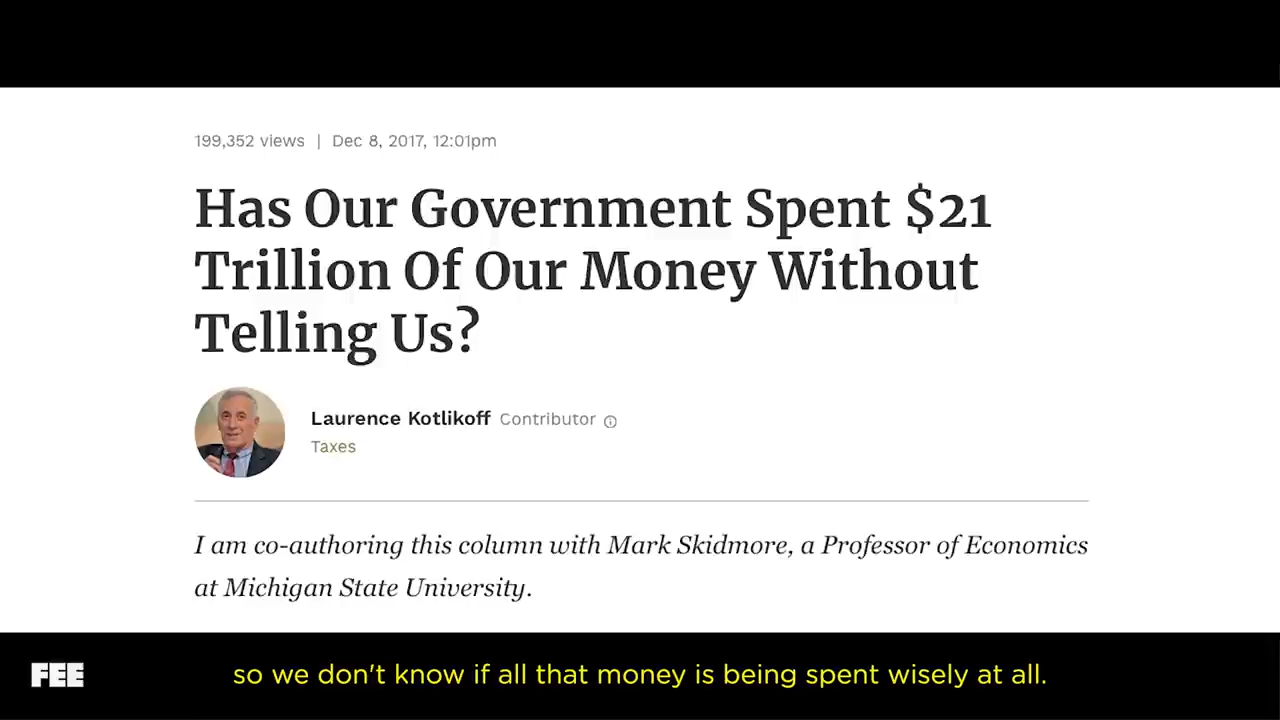 199,352 views | Dec 8, 2017, 12:01pm
Has Our Government Spent $21
Trillion Of Our Money Without
Telling Us?
Laurence Kotlikoff Contributor
Taxes
I am co-authoring this column with Mark Skidmore, a Professor of Economics
at Michigan State University.
FEE
so we don't know if all that money is being spent wisely at all.